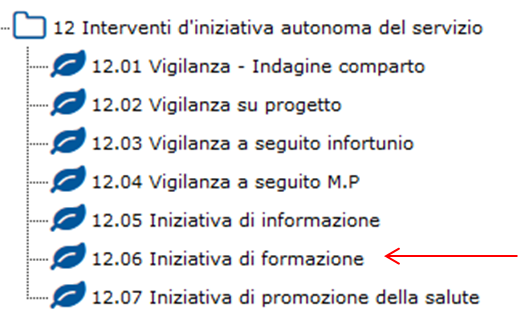 12 Interventi d'iniziativa autonoma del servizio
12.01 Vigilanza - Indagine comparto
12.02 Vigilanza su progetto
12.03 Vigilanza a seguito infortunio
12.04 Vigilanza a seguito M.P
12.05 Iniziativa di informazione
12.06 Iniziativa di formazione
12.07 Iniziativa di promozione della salute